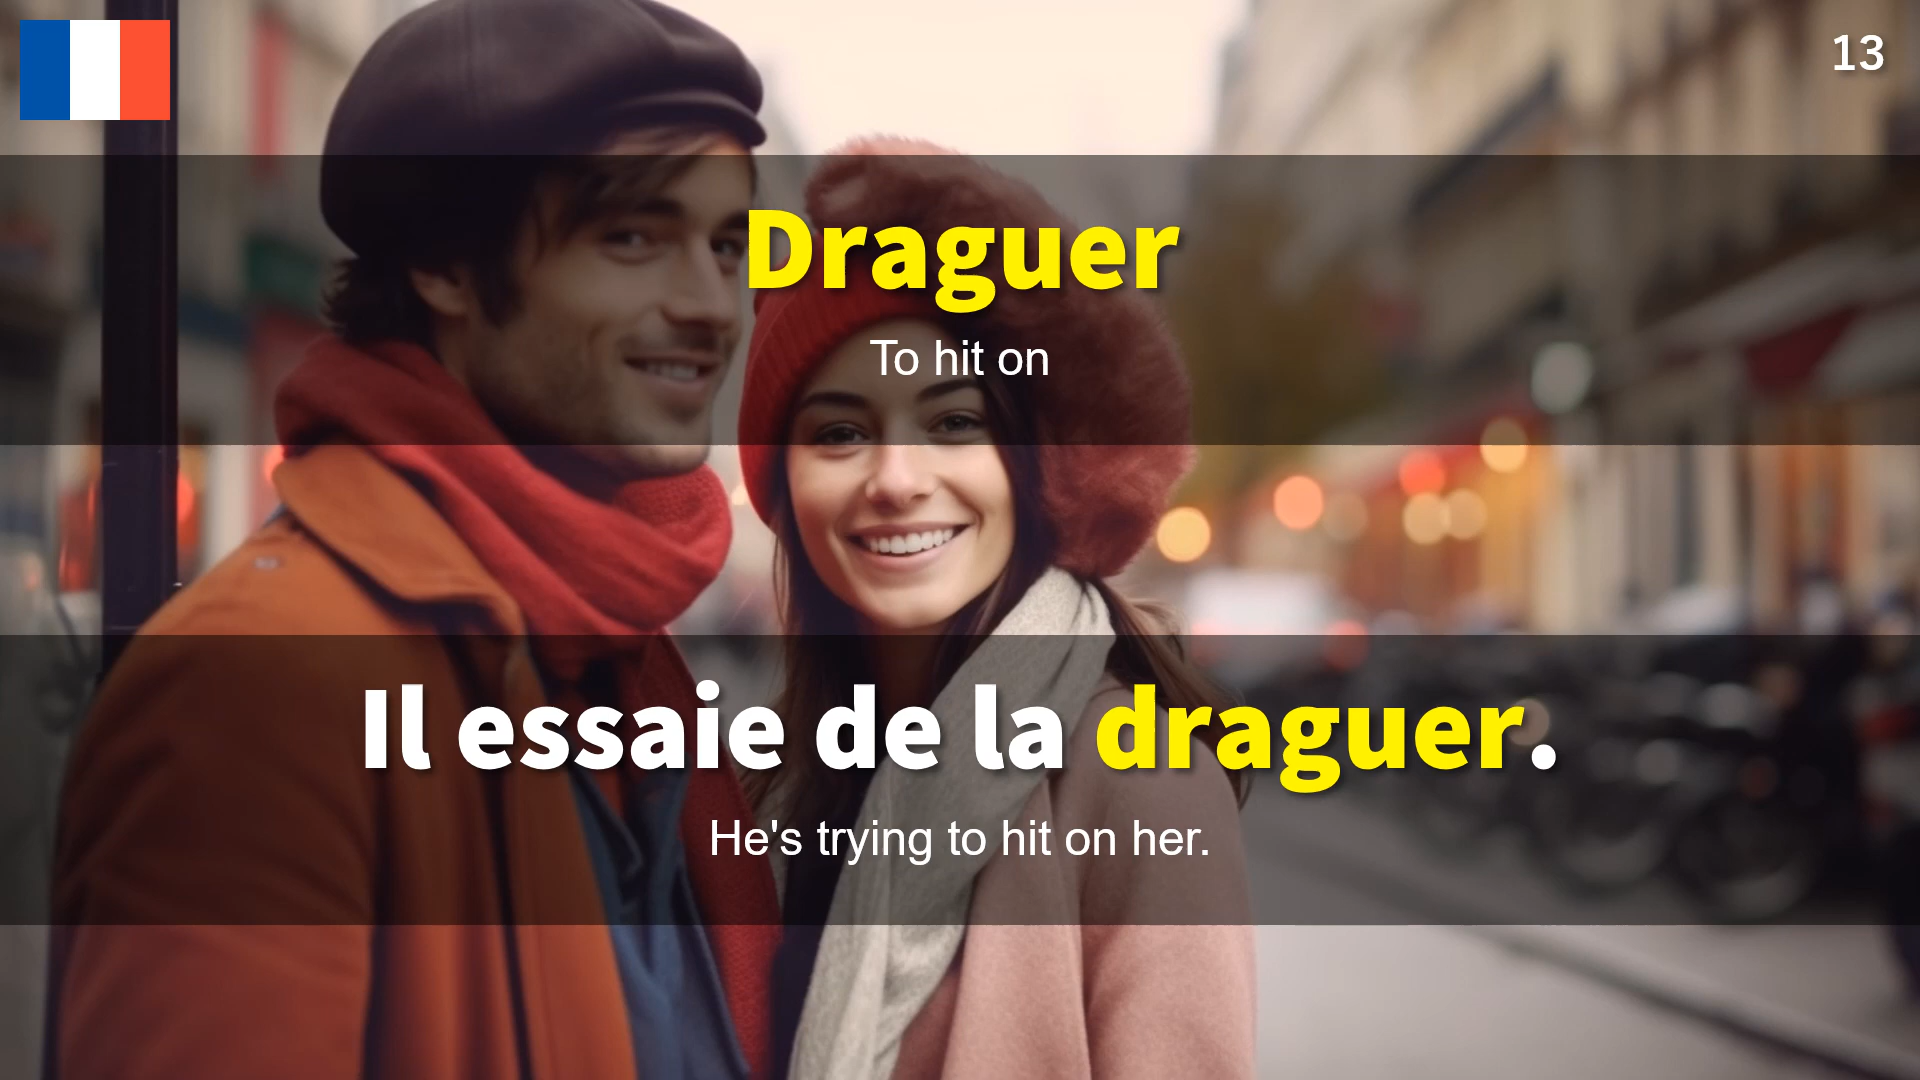 13
Draguer
To hit on
Il essaie de la draguer.
He's trying to hit on her.